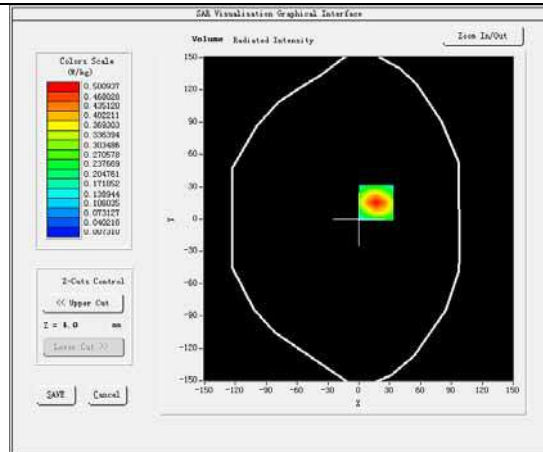 SAR Visualisation Graphical Interface
Volume Radiated Intensity
Zoom In/Out
Colors Scale
(W/kg)
0.500937
0.468028
0.435120
0.402211
0.369303
0.336394
0.303486
0.270578
0.237669
0.204761
0.171852
0.138944
0.106035
0.073127
0.040218
0.007310
150
120
90
60
30
0
-30
-60
-90
-120
-150
Y
-150 -120 -90 -60 -30 0 30 60 90 120 150
X
Z-Cuts Control
<< Upper Cut
Z = 4.0 mm
Lower Cut >>
SAVE Cancel